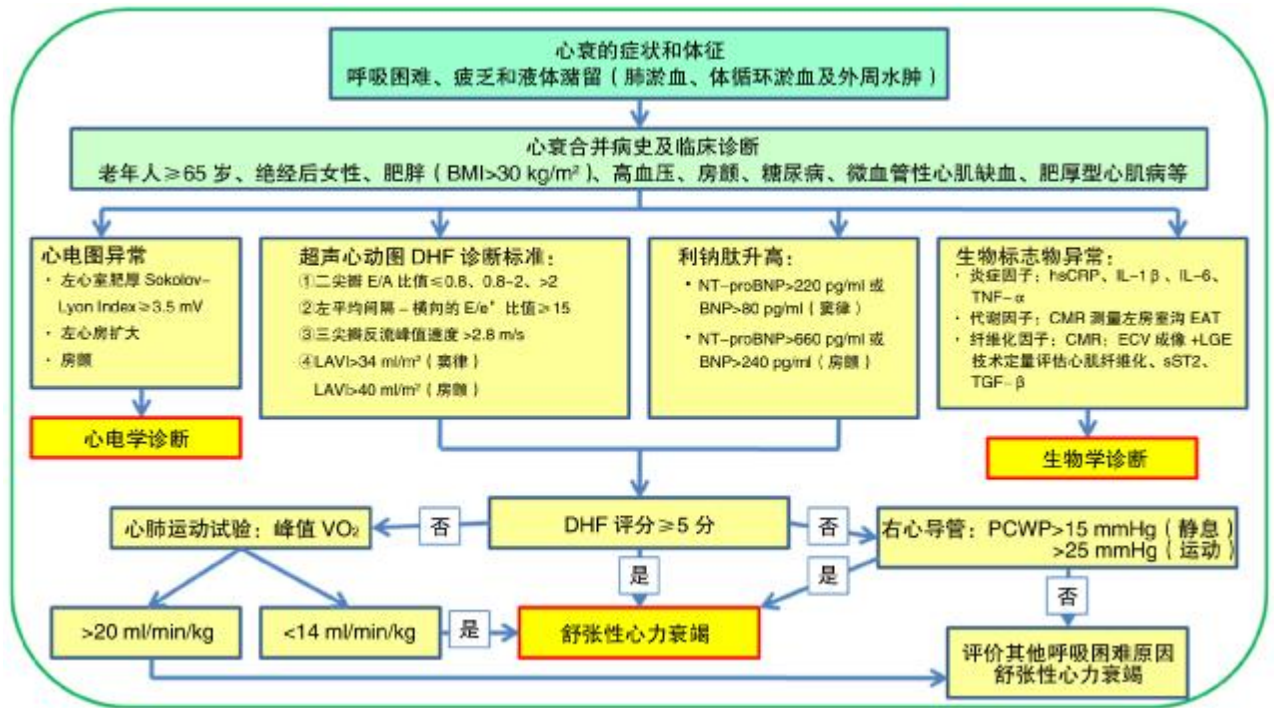 心衰的症状和体征
呼吸困难、疲乏和液体潴留（肺淤血、体循环淤血及外周水肿）
心衰合并病史及临床诊断
老年人≥65 岁、绝经后女性、肥胖（BMI>30 kg/m²）、高血压、房颤、糖尿病、微血管性心肌缺血、肥厚型心肌病等
心电图异常
· 左心室肥厚 Sokolov–
Lyon Index≥3.5 mV
· 左心房扩大
· 房颤
超声心动图 DHF 诊断标准：
①二尖瓣 E/A 比值≤0.8、0.8–2、>2
②左平均间隔–横向的 E/e" 比值≥15
③三尖瓣反流峰值速度 >2.8 m/s
④LAVI>34 ml/m²（窦律）
LAVI>40 ml/m²（房颤）
利钠肽升高：
• NT–proBNP>220 pg/ml 或
BNP>80 pg/ml（窦律）
• NT–proBNP>660 pg/ml 或
BNP>240 pg/ml（房颤）
生物标志物异常：
• 炎症因子：hsCRP、IL–1β、IL–6、
TNF–α
• 代谢因子：CMR 测量左房室沟 EAT
• 纤维化因子：CMR：ECV 成像 +LGE
技术定量评估心肌纤维化、sST2、
TGF–β
心电学诊断
生物学诊断
心肺运动试验：峰值 VO₂
否
DHF 评分≥5 分
否
右心导管：PCWP>15 mmHg（静息）
>25 mmHg（运动）
是
是
否
>20 ml/min/kg
<14 ml/min/kg
是
舒张性心力衰竭
评价其他呼吸困难原因
舒张性心力衰竭